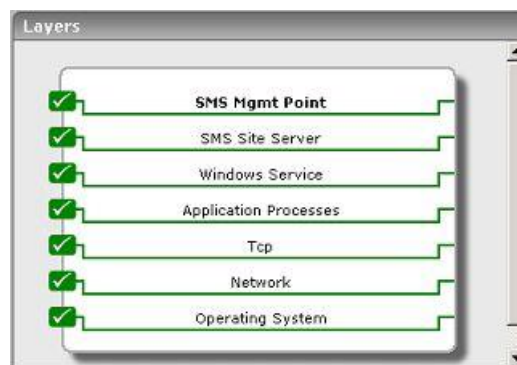 Layers
SMS Mgmt Point
SMS Site Server
Windows Service
Application Processes
Tcp
Network
Operating System